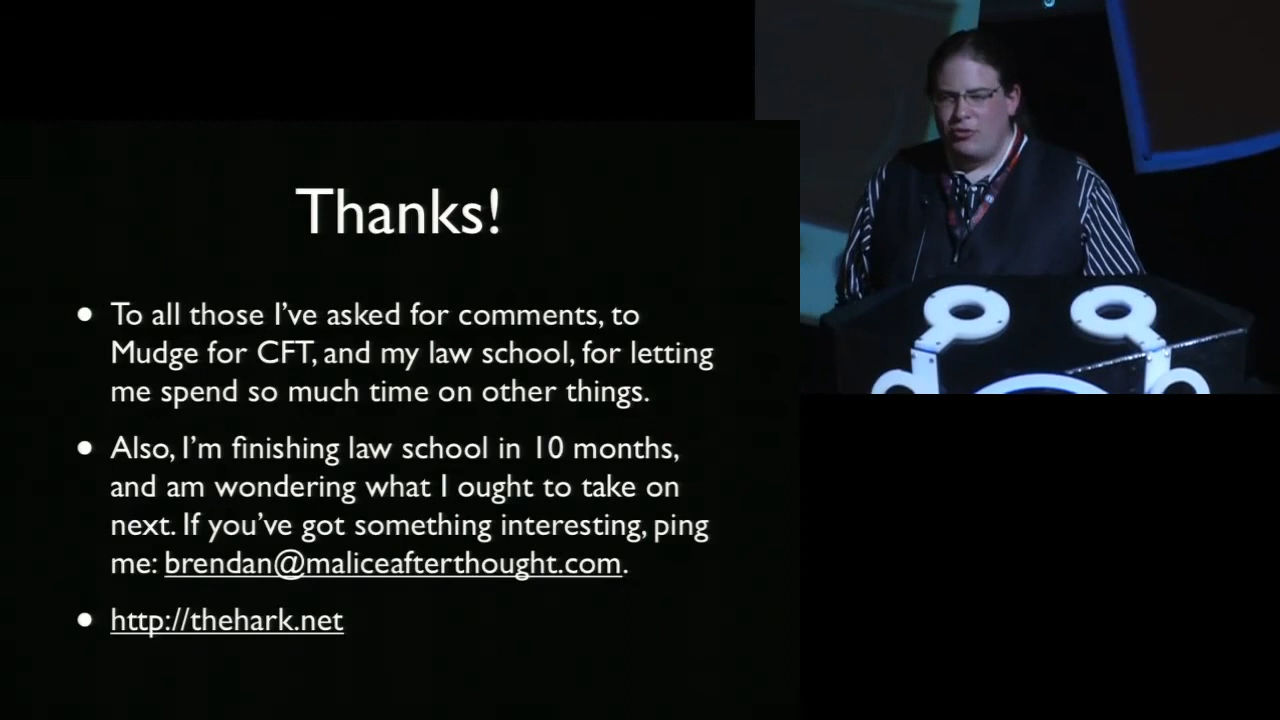 Thanks!
To all those I've asked for comments, to
Mudge for CFT, and my law school, for letting
me spend so much time on other things.
Also, I'm finishing law school in 10 months,
and am wondering what I ought to take on
next. If you've got something interesting, ping
me: brendan@maliceafterthought.com.
http://thehark.net